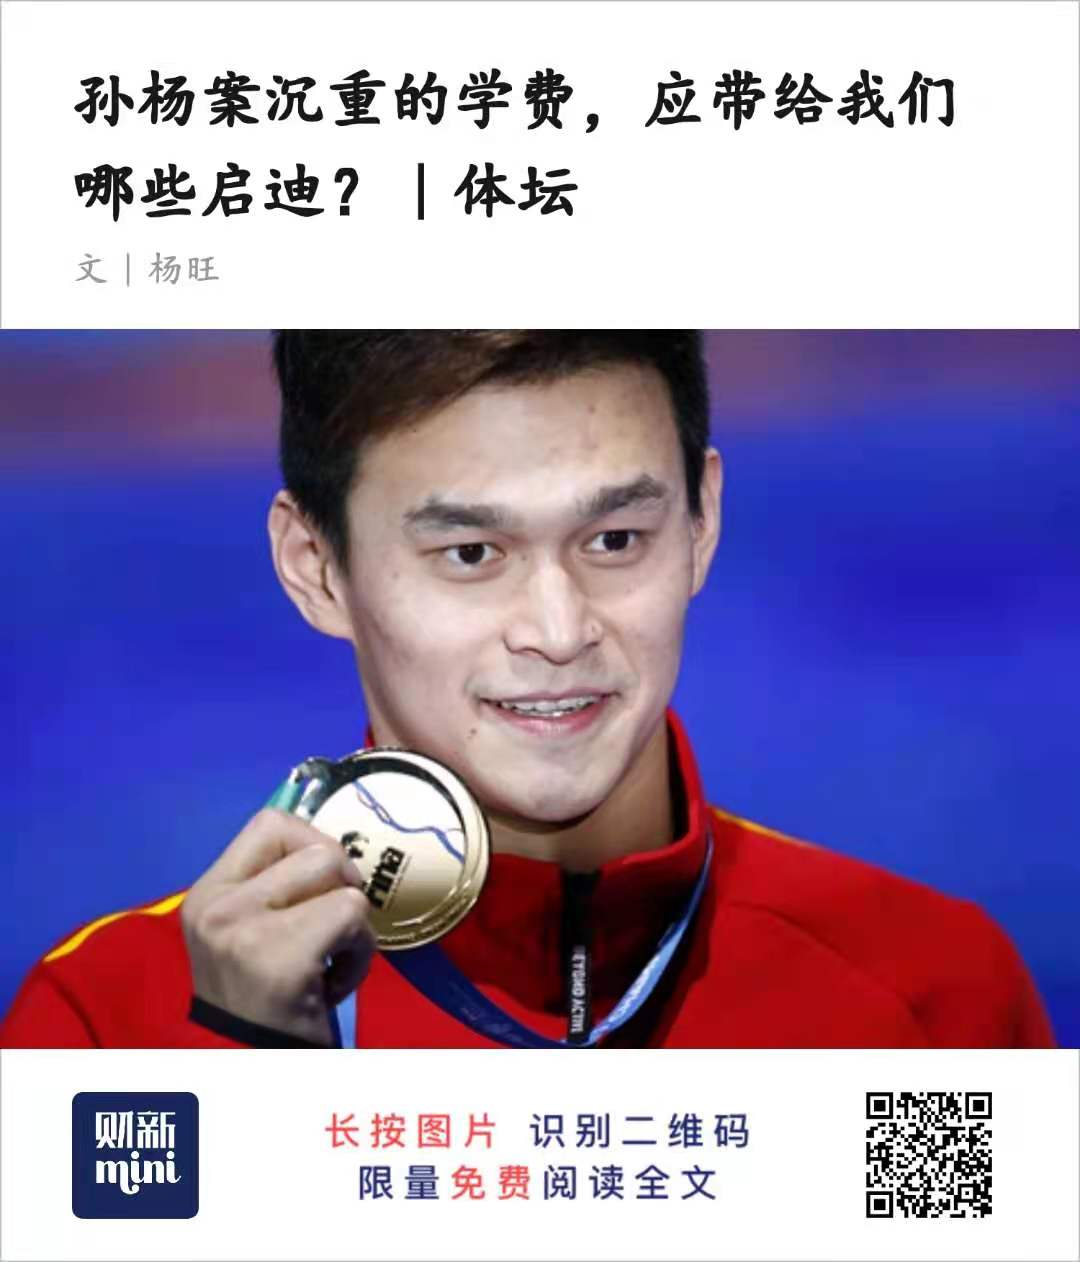 孙杨案沉重的学费，应带给我们
哪些启迪？｜体坛
文｜杨旺
BEYOND ACTIVE
财新
mini
长按图片 识别二维码
限量免费阅读全文